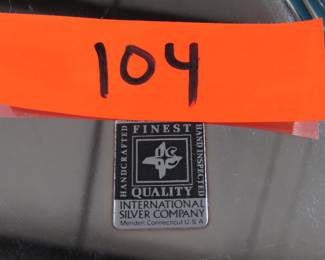 104
FINEST
HANDCRAFTED
HAND INSPECTED
QUALITY
INTERNATIONAL
SILVER COMPANY
Meriden, Connecticut U.S.A.